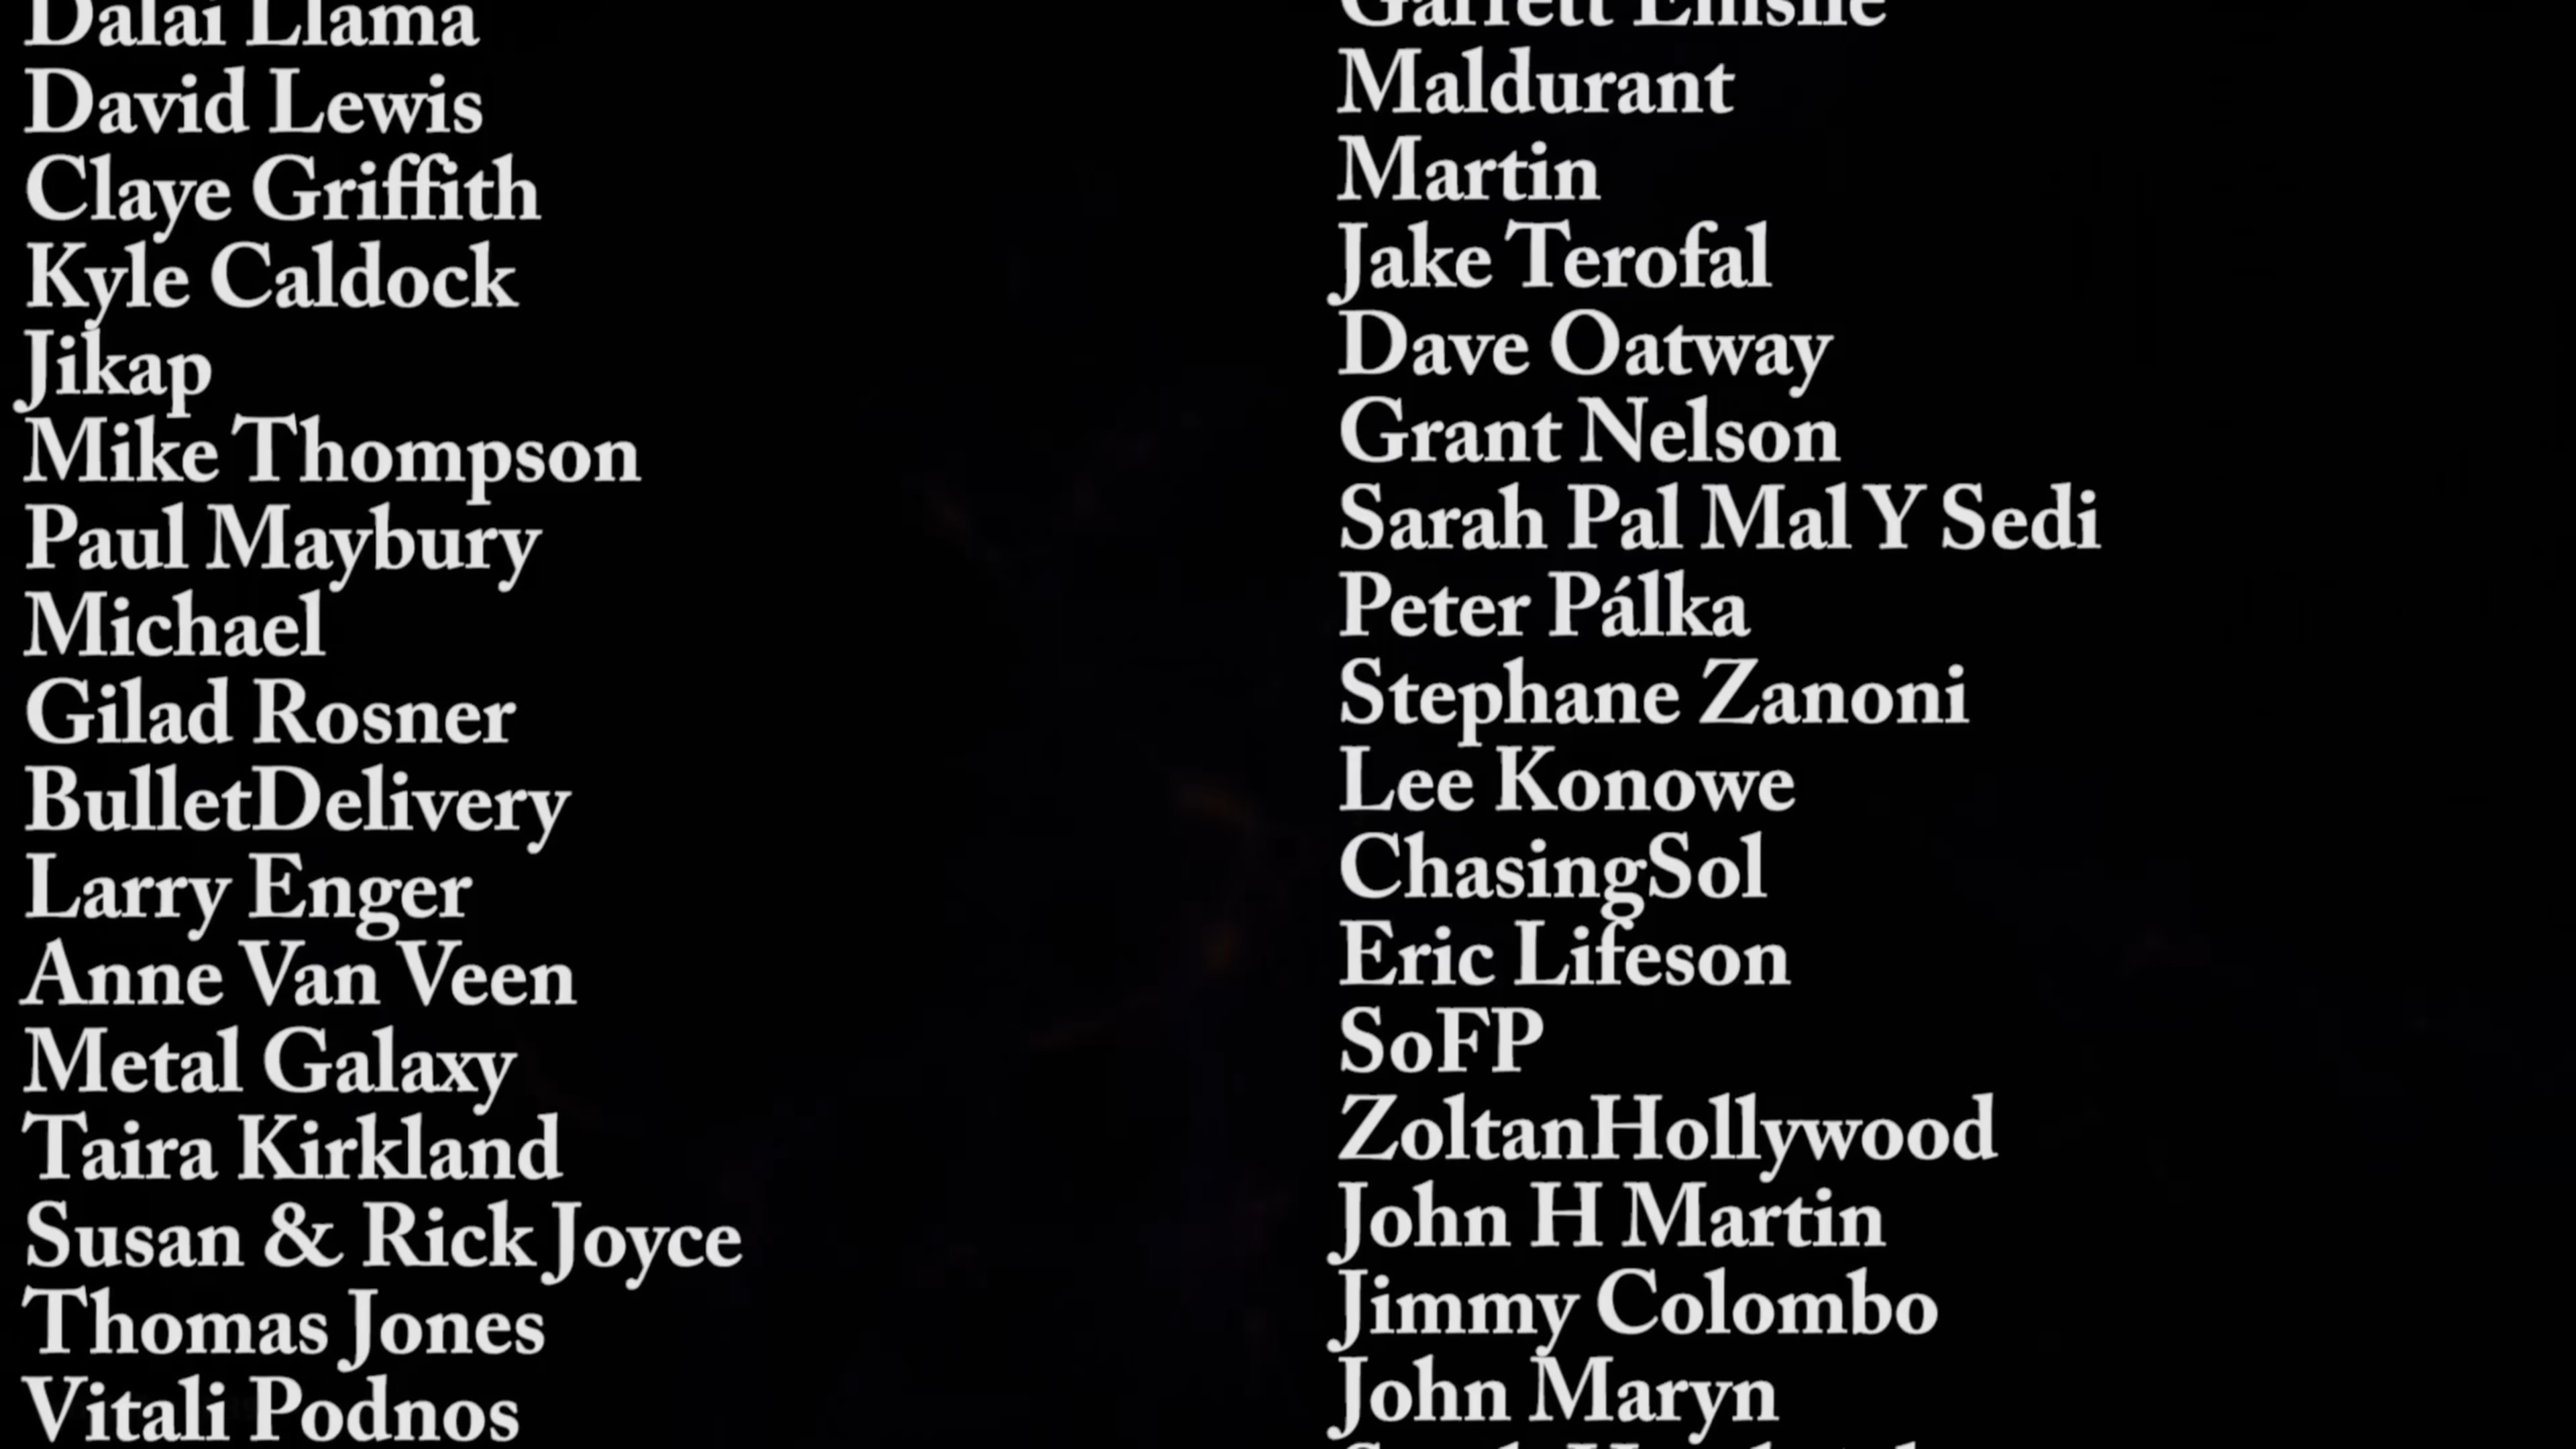 Dalai Llama
David Lewis
Claye Griffith
Kyle Caldock
Jikap
Mike Thompson
Paul Maybury
Michael
Gilad Rosner
BulletDelivery
Larry Enger
Anne Van Veen
Metal Galaxy
Taira Kirkland
Susan & Rick Joyce
Thomas Jones
Vitali Podnos
Garrett
Maldurant
Martin
Jake Terofal
Dave Oatway
Grant Nelson
Sarah Pal Mal Y Sedi
Peter Pálka
Stephane Zanoni
Lee Konowe
ChasingSol
Eric Lifeson
SoFP
ZoltanHollywood
John H Martin
Jimmy Colombo
John Maryn